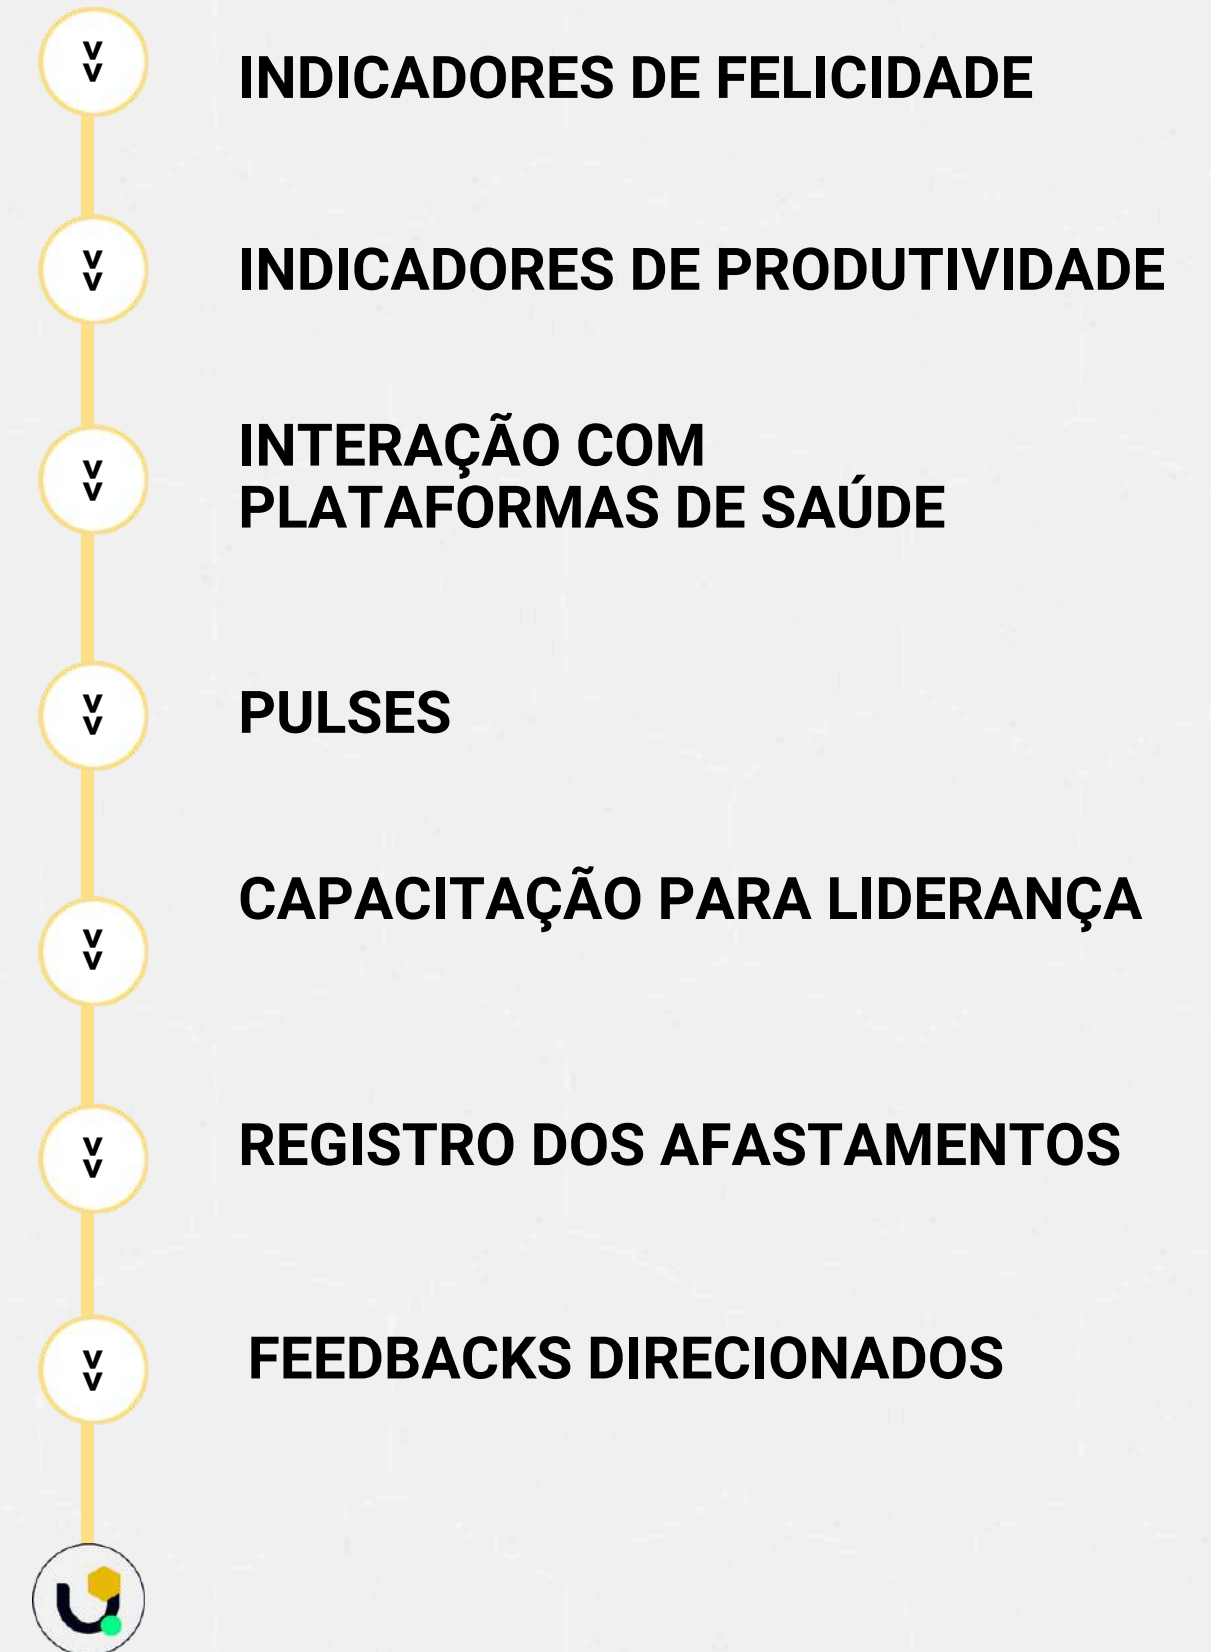 INDICADORES DE FELICIDADE
INDICADORES DE PRODUTIVIDADE
INTERAÇÃO COM
PLATAFORMAS DE SAÚDE
PULSES
CAPACITAÇÃO PARA LIDERANÇA
REGISTRO DOS AFASTAMENTOS
FEEDBACKS DIRECIONADOS